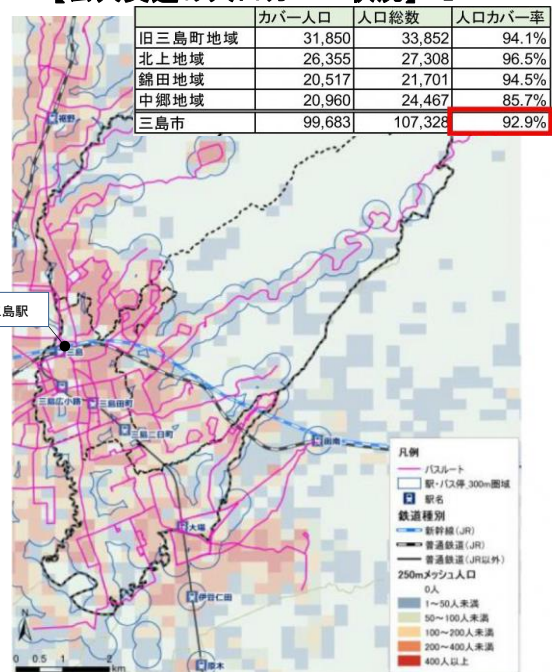 カバー人口 人口総数 人口カバー率
旧三島町地域 31,850 33,852 94.1%
北上地域 26,355 27,308 96.5%
錦田地域 20,517 21,701 94.5%
中郷地域 20,960 24,467 85.7%
三島市 99,683 107,328 92.9%
裾野
島駅
三島
三島広小路
三島田町
三島二日町
函南
大場
伊豆仁田
原木
凡例
バスルート
駅・バス停_300m圏域
駅名
鉄道種別
新幹線(JR)
普通鉄道(JR)
普通鉄道(JR以外)
250mメッシュ人口
0人
1～50人未満
50～100人未満
100～200人未満
200～400人未満
400人以上
N
0 0.5 1 2
km